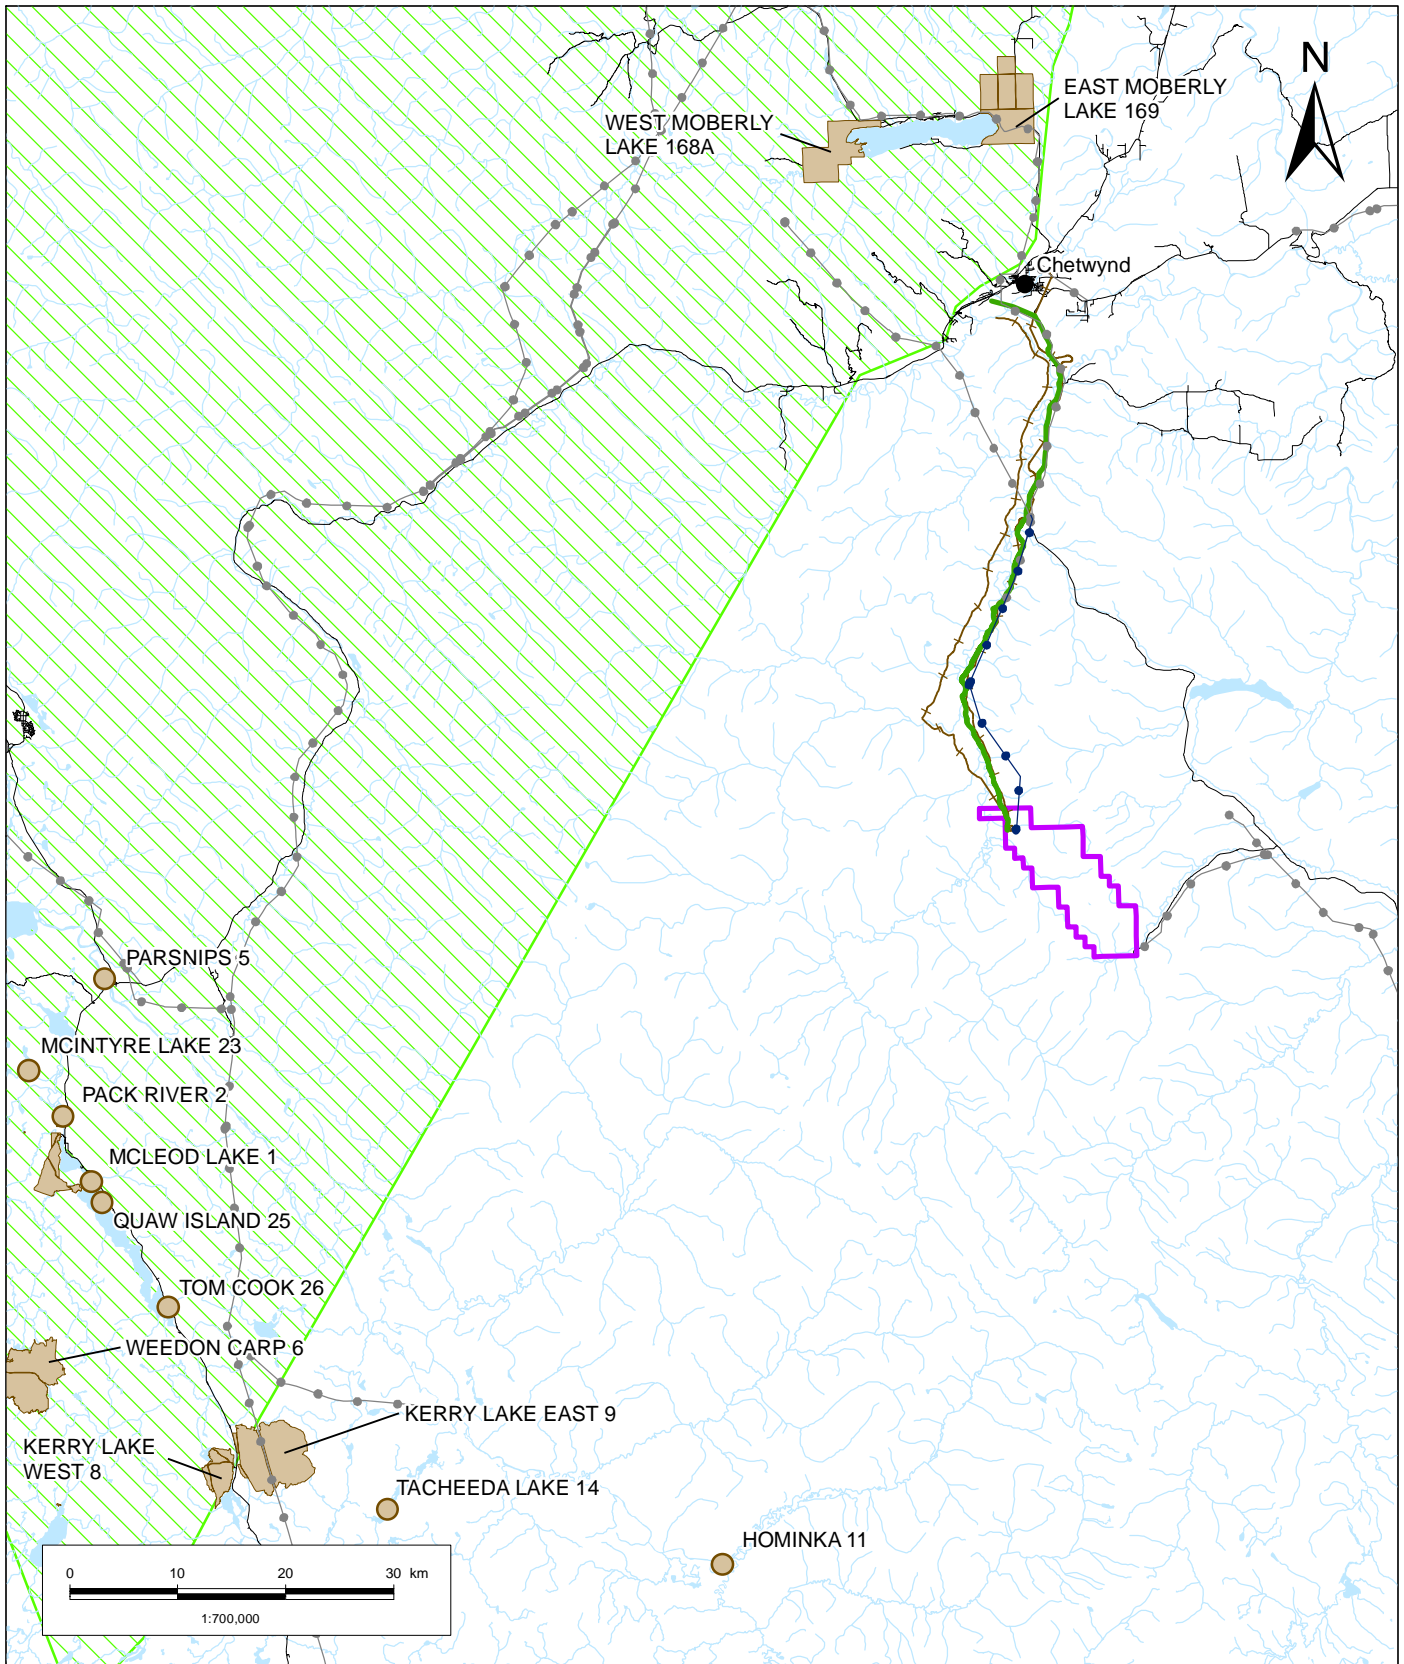 N
EAST MOBERLY
LAKE 169
WEST MOBERLY
LAKE 168A
Chetwynd
PARSNIPS 5
MCINTYRE LAKE 23
PACK RIVER 2
MCLEOD LAKE 1
QUAW ISLAND 25
TOM COOK 26
WEEDON CARP 6
KERRY LAKE EAST 9
KERRY LAKE
WEST 8
TACHEEDA LAKE 14
HOMINKA 11
0 10 20 30 km
1:700,000